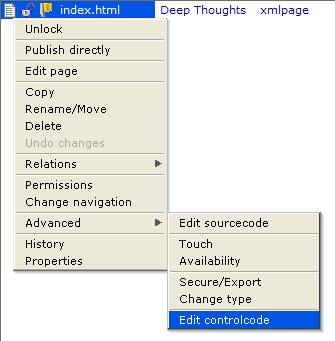 index.html Deep Thoughts xmlpage
Unlock
Publish directly
Edit page
Copy
Rename/Move
Delete
Undo changes
Relations
Permissions
Change navigation
Advanced
History
Properties
Edit sourcecode
Touch
Availability
Secure/Export
Change type
Edit controlcode